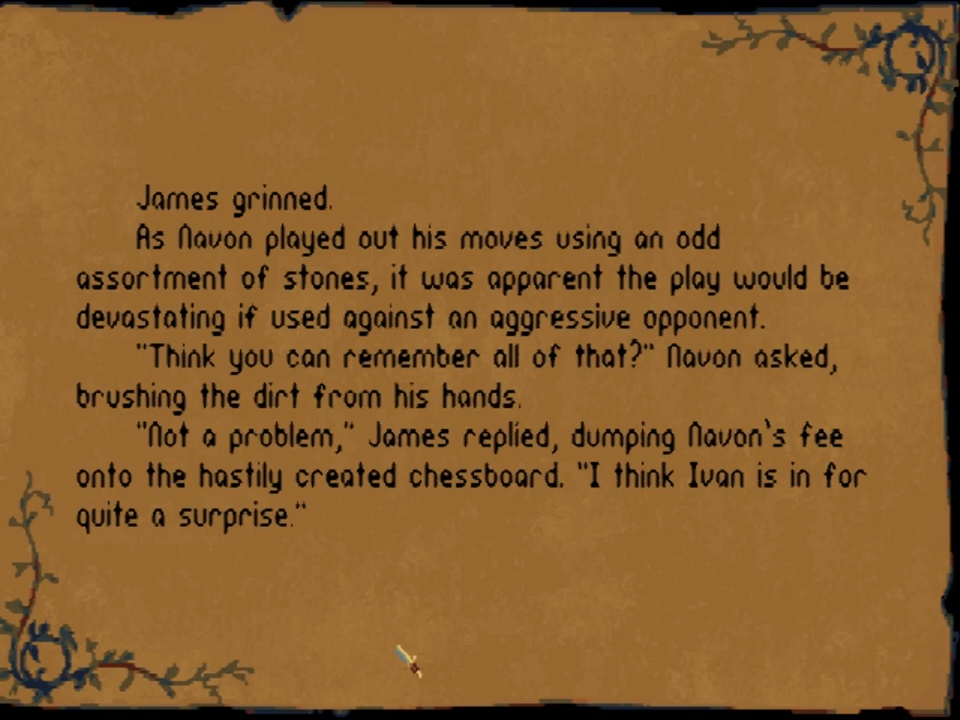 James grinned.
As Navon played out his moves using an odd
assortment of stones, it was apparent the play would be
devastating if used against an aggressive opponent.
"Think you can remember all of that?" Navon asked,
brushing the dirt from his hands.
"Not a problem," James replied, dumping Navon's fee
onto the hastily created chessboard. "I think Ivan is in for
quite a surprise."